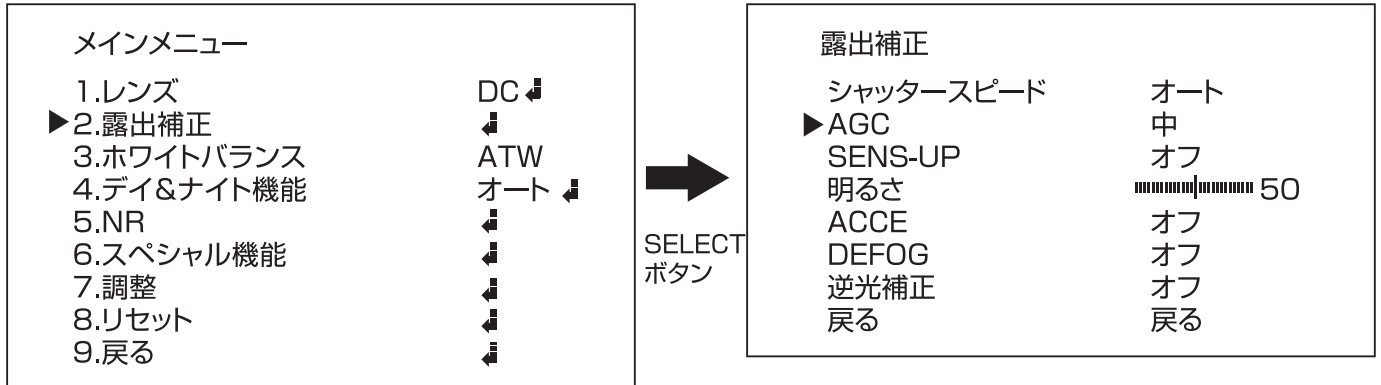 メインメニュー
1.レンズ DC
2.露出補正
3.ホワイトバランス ATW
4.デイ&ナイト機能 オート
5.NR
6.スペシャル機能
7.調整
8.リセット
9.戻る
SELECT
ボタン
露出補正
シャッタースピード オート
AGC 中
SENS-UP オフ
明るさ 50
ACCE オフ
DEFOG オフ
逆光補正 オフ
戻る 戻る